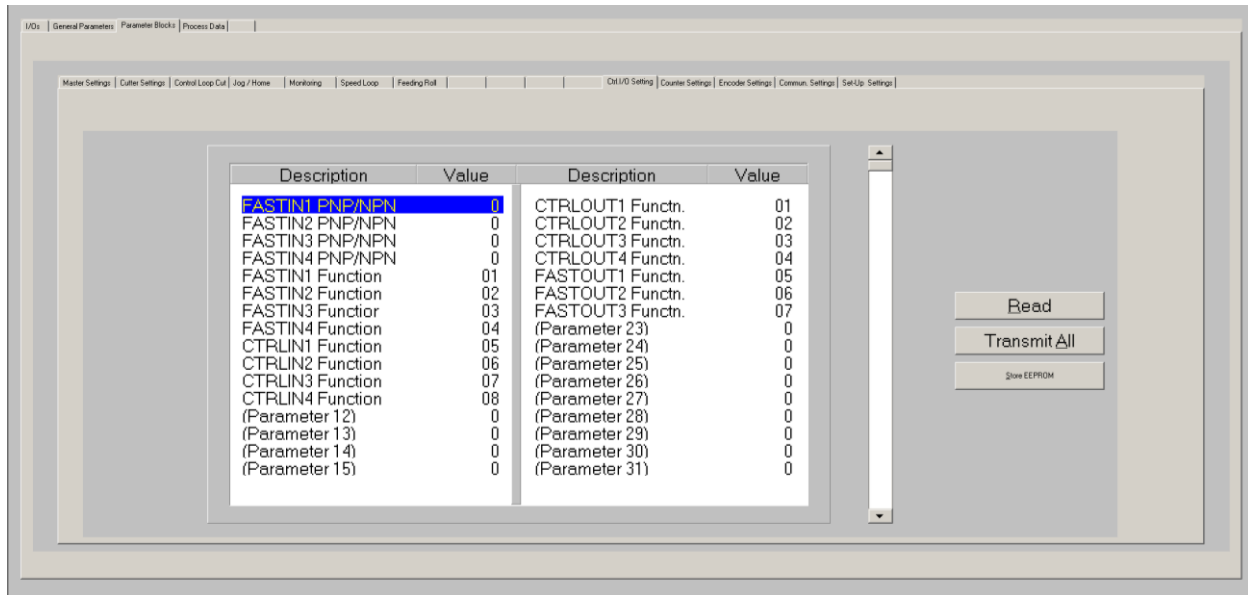 I/Os General Parameters Parameter Blocks Process Data
Master Settings Cutter Settings Control Loop Cut Jog / Home Monitoring Speed Loop Feeding Roll Ctrl I/O Setting Counter Settings Encoder Settings Commun. Settings Set-Up Settings
Description Value Description Value
FASTIN1 PNP/NPN 0 CTRLOUT1 Functn. 01
FASTIN2 PNP/NPN 0 CTRLOUT2 Functn. 02
FASTIN3 PNP/NPN 0 CTRLOUT3 Functn. 03
FASTIN4 PNP/NPN 0 CTRLOUT4 Functn. 04
FASTIN1 Function 01 FASTOUT1 Functn. 05
FASTIN2 Function 02 FASTOUT2 Functn. 06
FASTIN3 Functior 03 FASTOUT3 Functn. 07
FASTIN4 Function 04 (Parameter 23) 0
CTRLIN1 Function 05 (Parameter 24) 0
CTRLIN2 Function 06 (Parameter 25) 0
CTRLIN3 Function 07 (Parameter 26) 0
CTRLIN4 Function 08 (Parameter 27) 0
(Parameter 12) 0 (Parameter 28) 0
(Parameter 13) 0 (Parameter 29) 0
(Parameter 14) 0 (Parameter 30) 0
(Parameter 15) 0 (Parameter 31) 0
Read
Transmit All
Store EEPROM